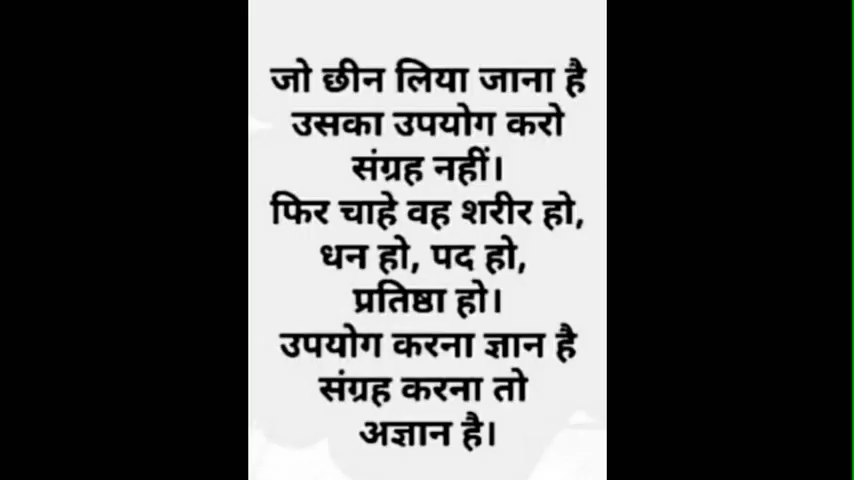 जो छीन लिया जाना है
उसका उपयोग करो
संग्रह नहीं।
फिर चाहे वह शरीर हो,
धन हो, पद हो,
प्रतिष्ठा हो।
उपयोग करना ज्ञान है
संग्रह करना तो
अज्ञान है।